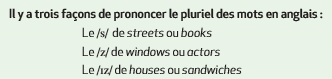 Il y a trois façons de prononcer le pluriel des mots en anglais :
Le /s/ de streets ou books
Le /z/ de windows ou actors
Le /ɪz/ de houses ou sandwiches